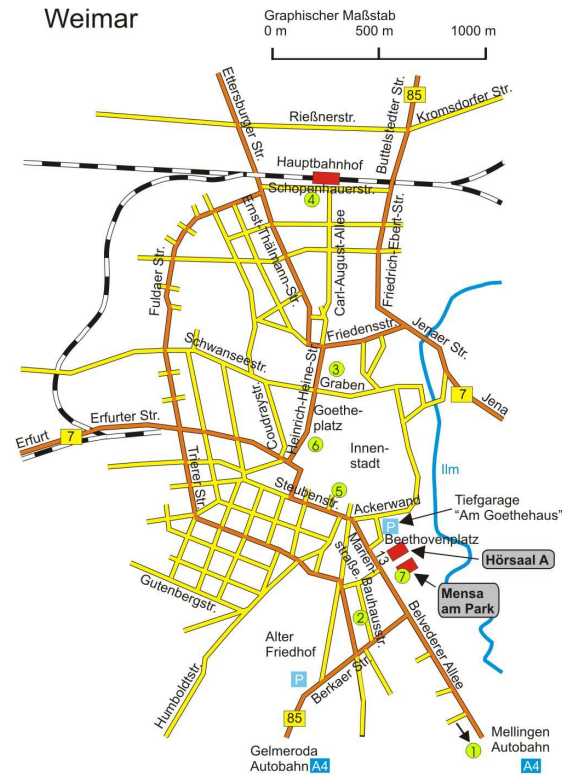 Weimar
Graphischer Maßstab
0 m 500 m 1000 m
Ettersburger Str.
Buttelstedter Str.
85
Kromsdorfer Str.
Rießnerstr.
Hauptbahnhof
Schopenhauerstr.
4
Ernst-Thälmann-Str.
Carl-August-Allee
Friedrich-Ebert-Str.
Fuldaer Str.
Friedensstr.
Jenaer Str.
Schwanseestr.
3
Graben
Heinrich-Heine-Str.
Coudraystr.
7
Jena
Erfurter Str.
7
Erfurt
Goethe-
platz
6
Innen-
stadt
Ilm
Trierer Str.
Steubenstr.
5
Ackerwand
Tiefgarage
“Am Goethehaus”
P
Beethovenplatz
Hörsaal A
13
7
Mensa
am Park
Marien-
straße.
Bauhausstr.
2
Gutenbergstr.
Humboldtstr.
Alter
Friedhof
P
Berkaer Str.
Belvederer Allee
85
Gelmeroda
Autobahn A4
1
Mellingen
Autobahn
A4